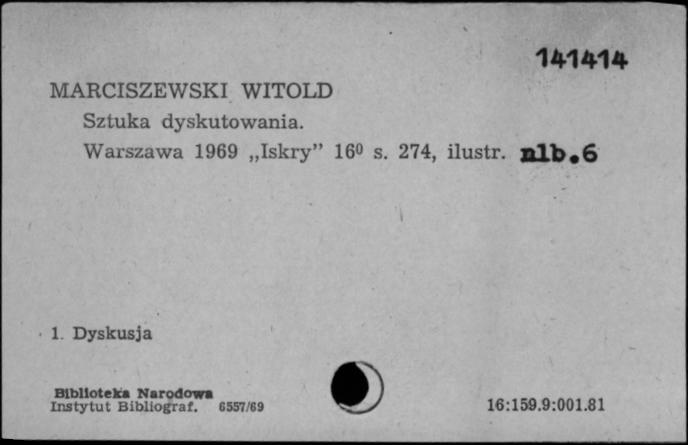 141414
MARCISZEWSKI WITOLD
Sztuka dyskutowania.
Warszawa 1969 „Iskry” 16⁰ s. 274, ilustr. nlb.6
1. Dyskusja
Biblioteka Narodowa
Instytut Bibliograf. 6557/69
16:159.9:001.81